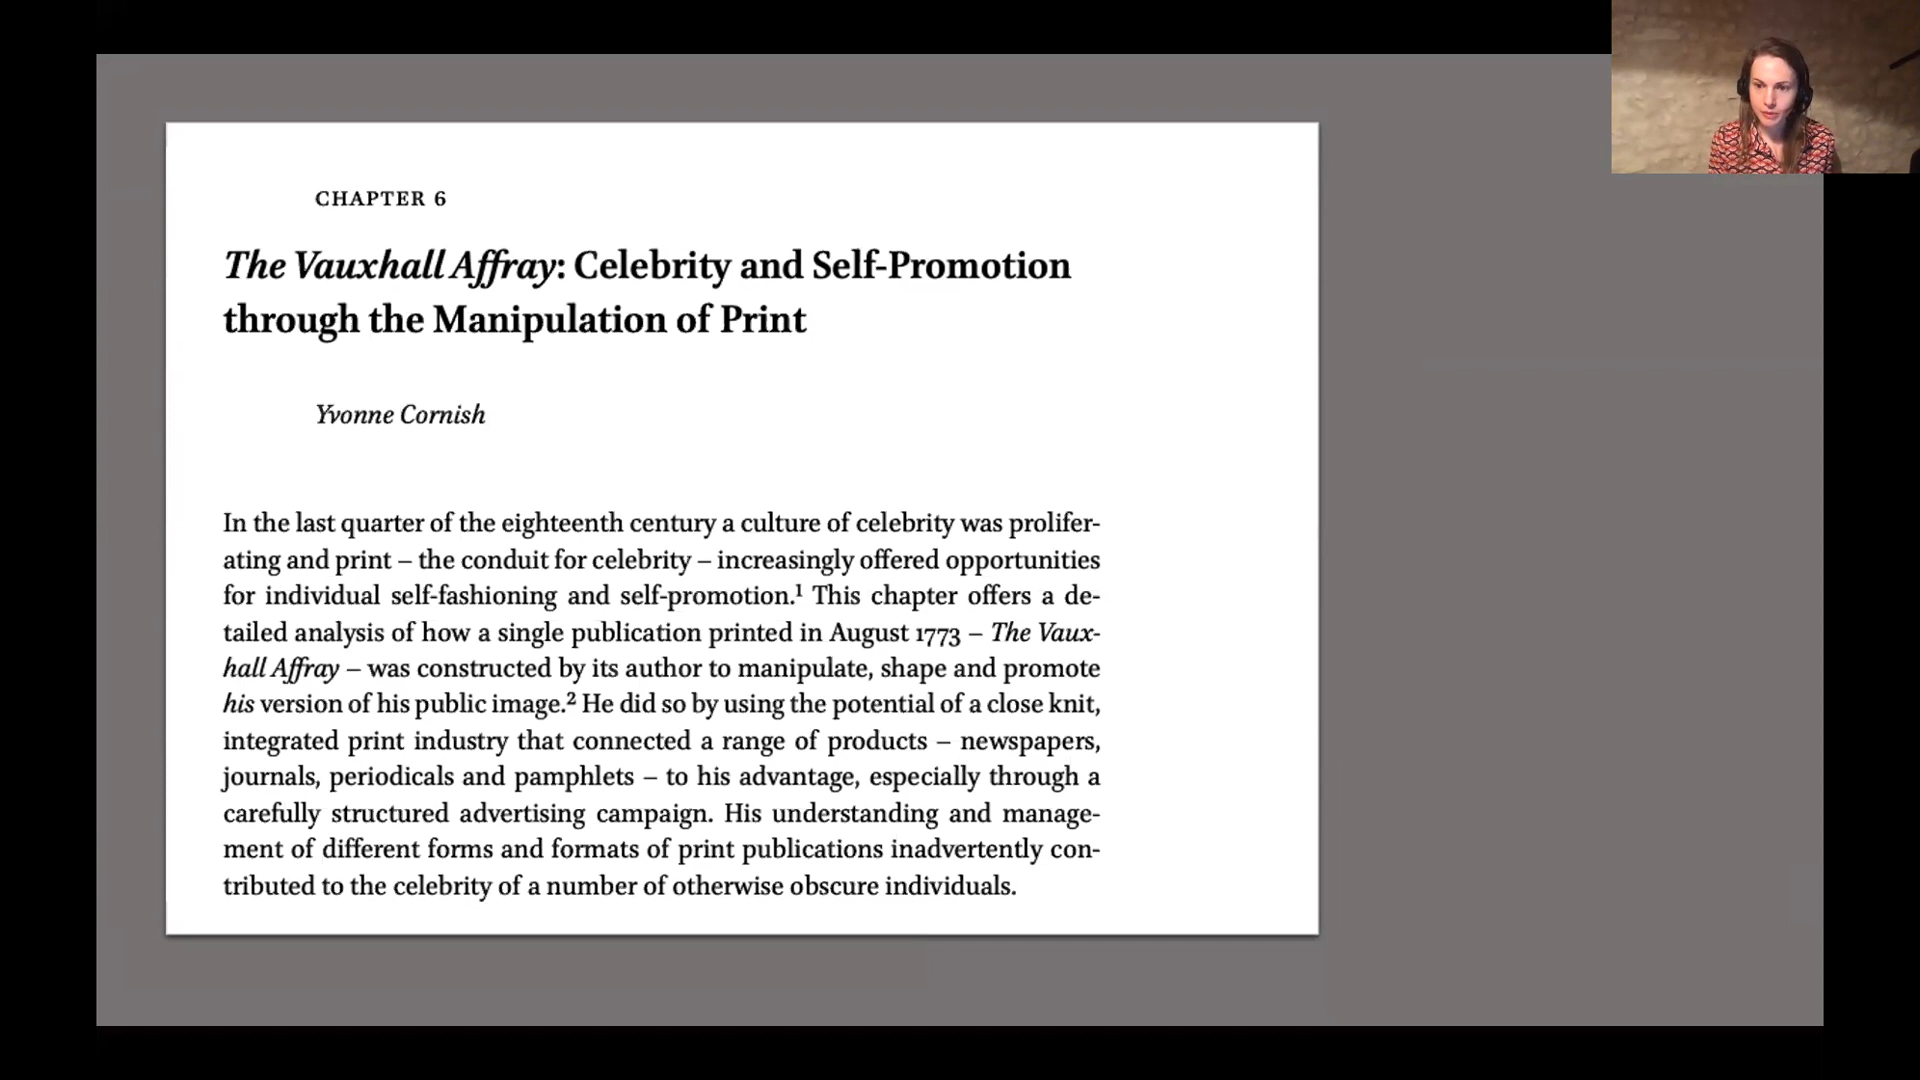 CHAPTER 6
The Vauxhall Affray: Celebrity and Self-Promotion
through the Manipulation of Print
Yvonne Cornish
In the last quarter of the eighteenth century a culture of celebrity was prolifer-
ating and print – the conduit for celebrity – increasingly offered opportunities
for individual self-fashioning and self-promotion.¹ This chapter offers a de-
tailed analysis of how a single publication printed in August 1773 – The Vaux-
hall Affray – was constructed by its author to manipulate, shape and promote
his version of his public image.² He did so by using the potential of a close knit,
integrated print industry that connected a range of products – newspapers,
journals, periodicals and pamphlets – to his advantage, especially through a
carefully structured advertising campaign. His understanding and manage-
ment of different forms and formats of print publications inadvertently con-
tributed to the celebrity of a number of otherwise obscure individuals.